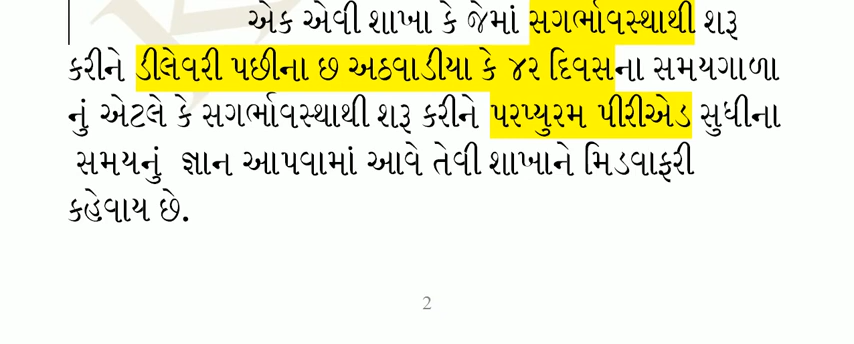 એક એવી શાખા કે જેમાં સગર્ભાવસ્થાથી શરૂ
કરીને ડીલેવરી પછીના છ અઠવાડીયા કે ૪૨ દિવસના સમયગાળા
નું એટલે કે સગર્ભાવસ્થાથી શરૂ કરીને પરપ્યુરમ પીરીએડ સુધીના
સમયનું જ્ઞાન આપવામાં આવે તેવી શાખાને મિડવાફરી
કહેવાય છે.
2